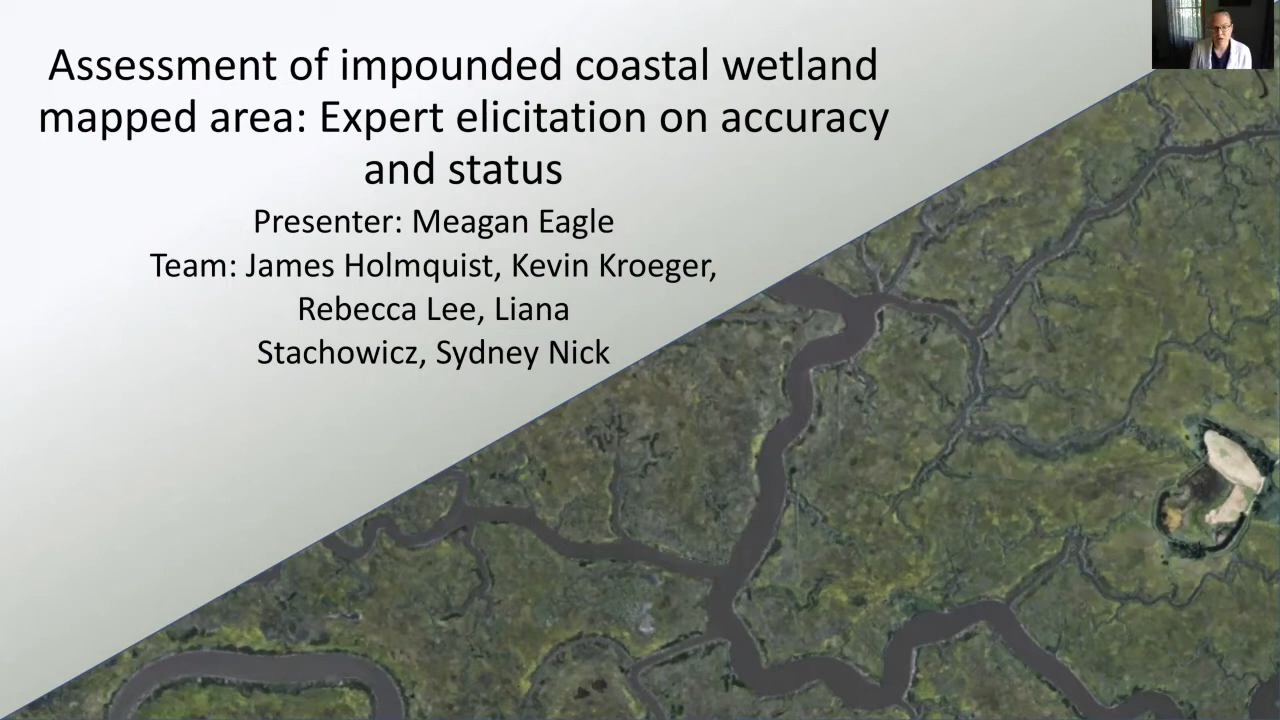 Assessment of impounded coastal wetland
mapped area: Expert elicitation on accuracy
and status
Presenter: Meagan Eagle
Team: James Holmquist, Kevin Kroeger,
Rebecca Lee, Liana
Stachowicz, Sydney Nick